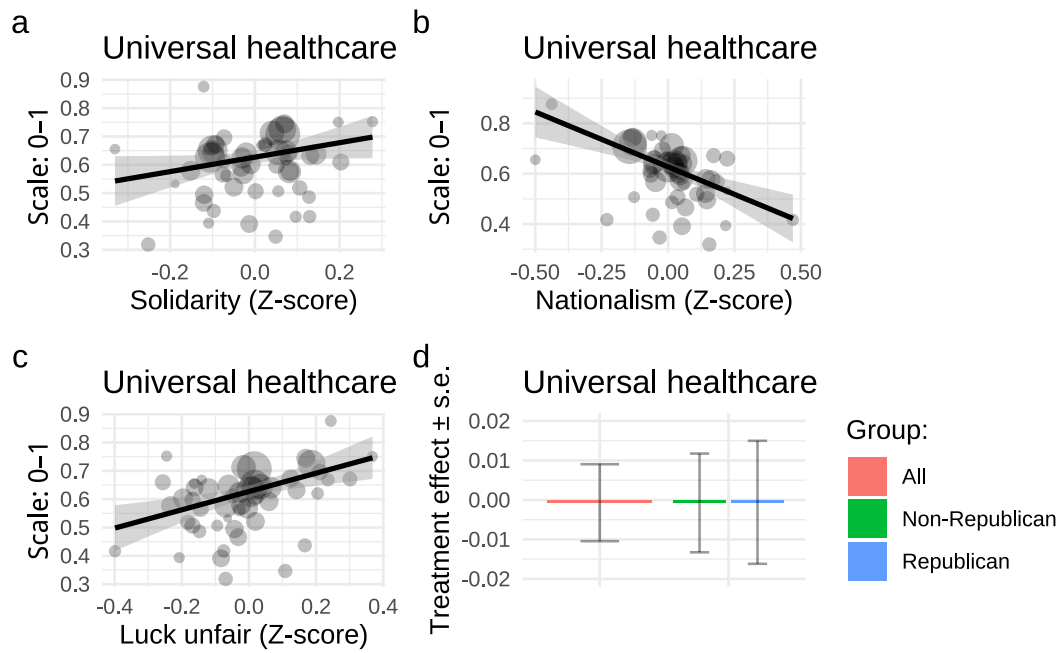 a
Universal healthcare
Scale: 0–1
0.9
0.8
0.7
0.6
0.5
0.4
0.3
-0.2
0.0
0.2
Solidarity (Z-score)
b
Universal healthcare
Scale: 0–1
0.8
0.6
0.4
-0.50
-0.25
0.00
0.25
0.50
Nationalism (Z-score)
c
Universal healthcare
Scale: 0–1
0.9
0.8
0.7
0.6
0.5
0.4
0.3
-0.4
-0.2
0.0
0.2
0.4
Luck unfair (Z-score)
d
Universal healthcare
Treatment effect ± s.e.
0.02
0.01
0.00
-0.01
-0.02
Group:
All
Non-Republican
Republican